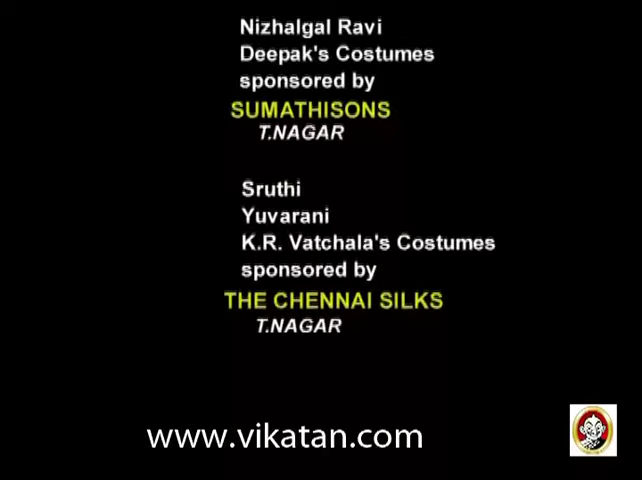 Nizhalgal Ravi
Deepak's Costumes
sponsored by
SUMATHISONS
T.NAGAR
Sruthi
Yuvarani
K.R. Vatchala's Costumes
sponsored by
THE CHENNAI SILKS
T.NAGAR
www.vikatan.com